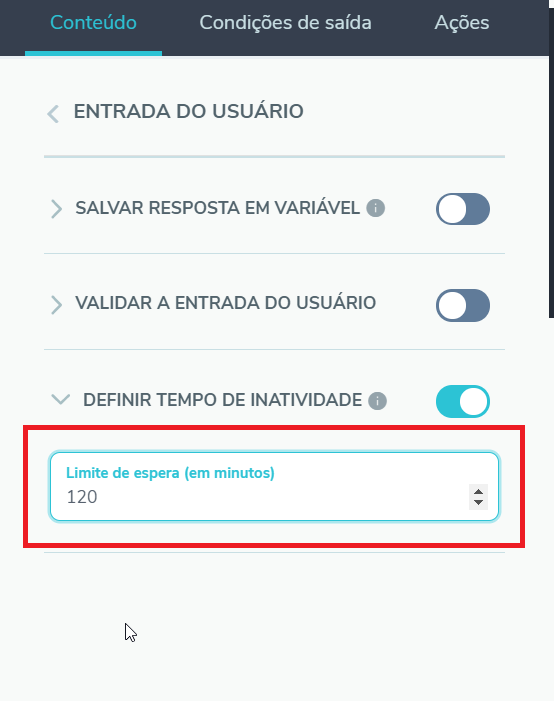 Conteúdo Condições de saída Ações
ENTRADA DO USUÁRIO
SALVAR RESPOSTA EM VARIÁVEL
VALIDAR A ENTRADA DO USUÁRIO
DEFINIR TEMPO DE INATIVIDADE
Limite de espera (em minutos)
120